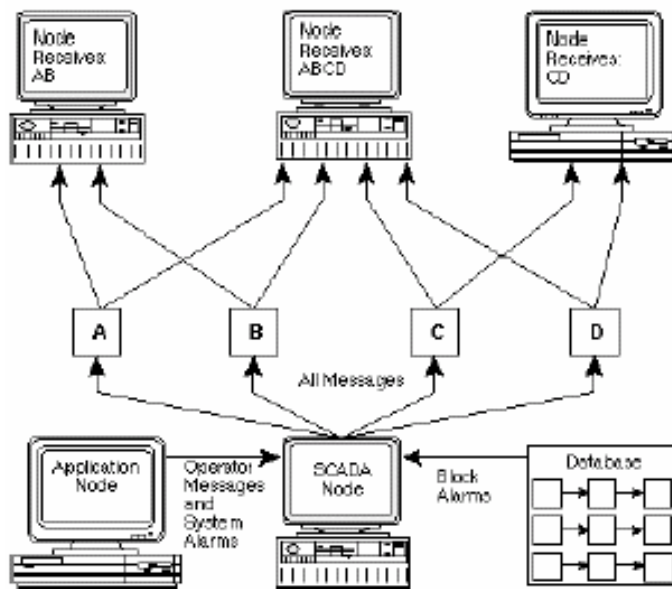 Node
Receives:
AB
Node
Receives:
ABCD
Node
Receives:
CD
A
B
C
D
All Messages
Application
Node
Operator
Messages
and
System
Alarms
SCADA
Node
Block
Alarms
Database